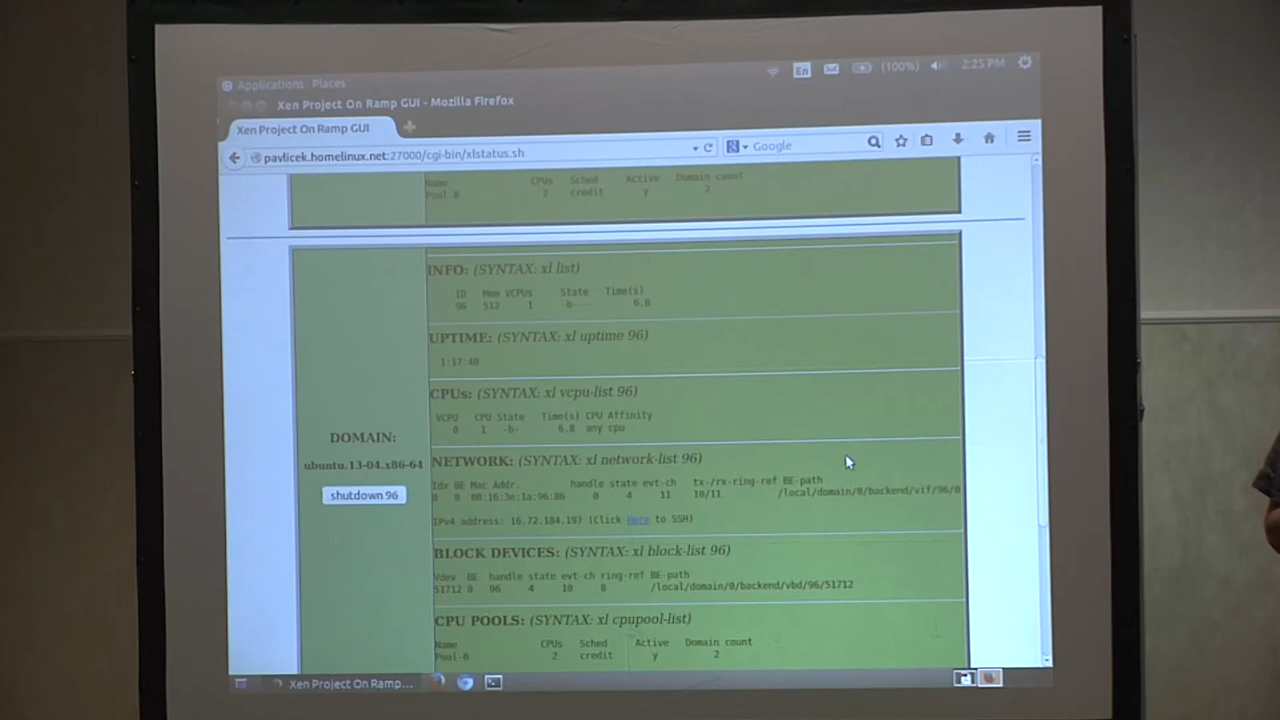 Applications Places
En (100%) 2:25 PM
Xen Project On Ramp GUI - Mozilla Firefox
Xen Project On Ramp GUI
pavlicek.homelinux.net:27000/cgi-bin/xlstatus.sh
Google
Name CPUs Sched Active Domain count
Pool-0 2 credit y 2
INFO: (SYNTAX: xl list)
ID Mem VCPUs State Time(s)
96 512 1 -b---- 6.8
UPTIME: (SYNTAX: xl uptime 96)
1:17:40
CPUs: (SYNTAX: xl vcpu-list 96)
VCPU CPU State Time(s) CPU Affinity
0 1 -b- 6.8 any cpu
DOMAIN:
ubuntu.13-04.x86-64
shutdown 96
NETWORK: (SYNTAX: xl network-list 96)
Idx BE Mac Addr. handle state evt-ch tx-/rx-ring-ref BE-path
0 0 00:16:3e:1a:96:86 0 4 11 10/11 /local/domain/0/backend/vif/96/0
IPv4 address: 16.72.184.197 (Click Here to SSH)
BLOCK DEVICES: (SYNTAX: xl block-list 96)
Vdev BE handle state evt-ch ring-ref BE-path
51712 0 96 4 10 8 /local/domain/0/backend/vbd/96/51712
CPU POOLS: (SYNTAX: xl cpupool-list)
Name CPUs Sched Active Domain count
Pool-0 2 credit y 2
Xen Project On Ramp...